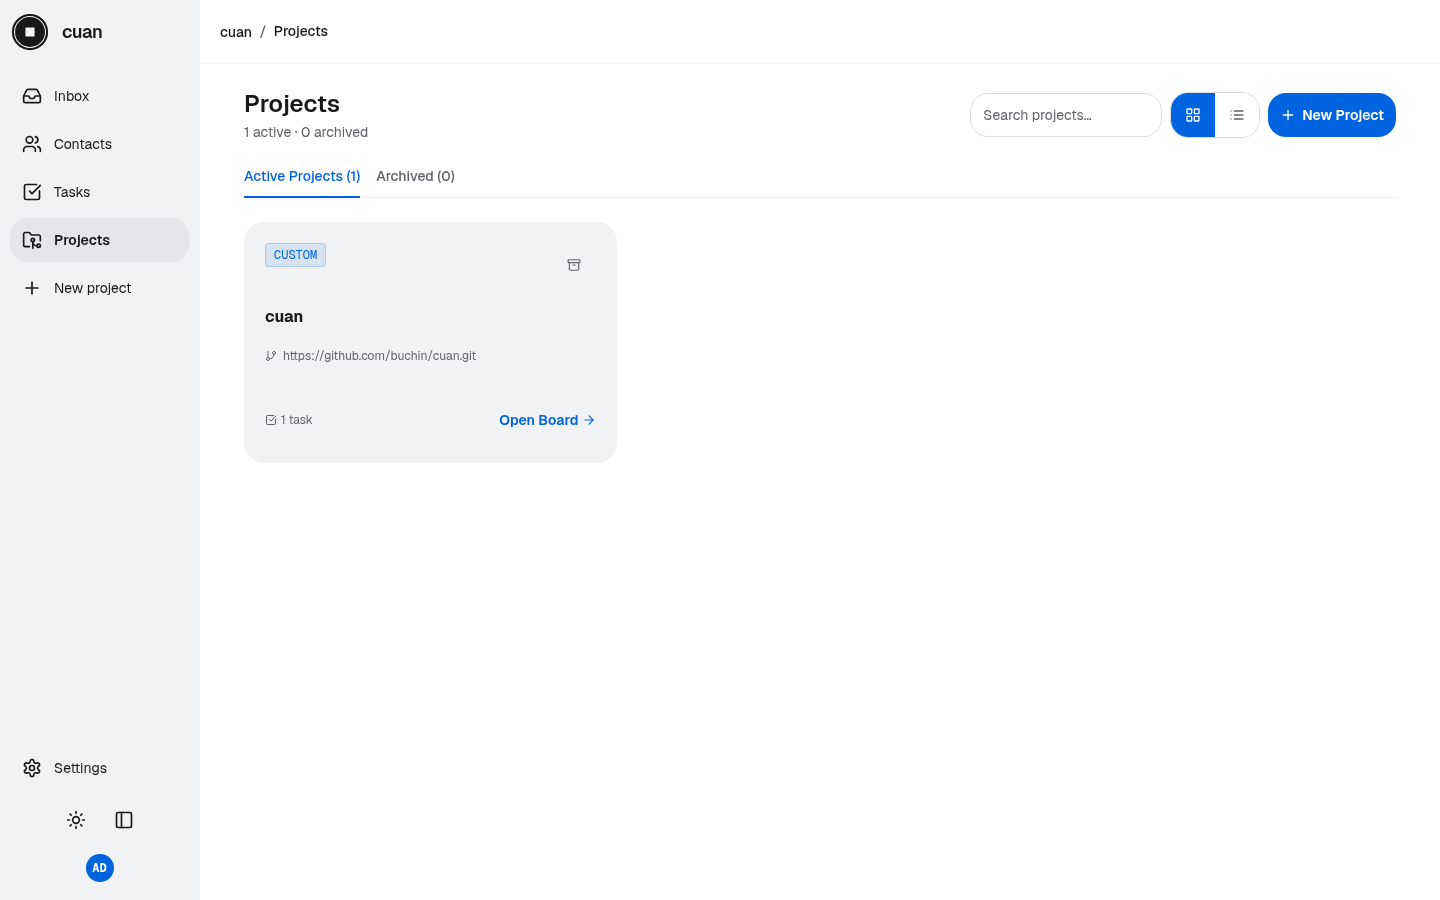 cuan
Inbox
Contacts
Tasks
Projects
New project
Settings
AD
cuan / Projects
Projects
1 active · 0 archived
Search projects...
New Project
Active Projects (1)
Archived (0)
CUSTOM
cuan
https://github.com/buchin/cuan.git
1 task
Open Board